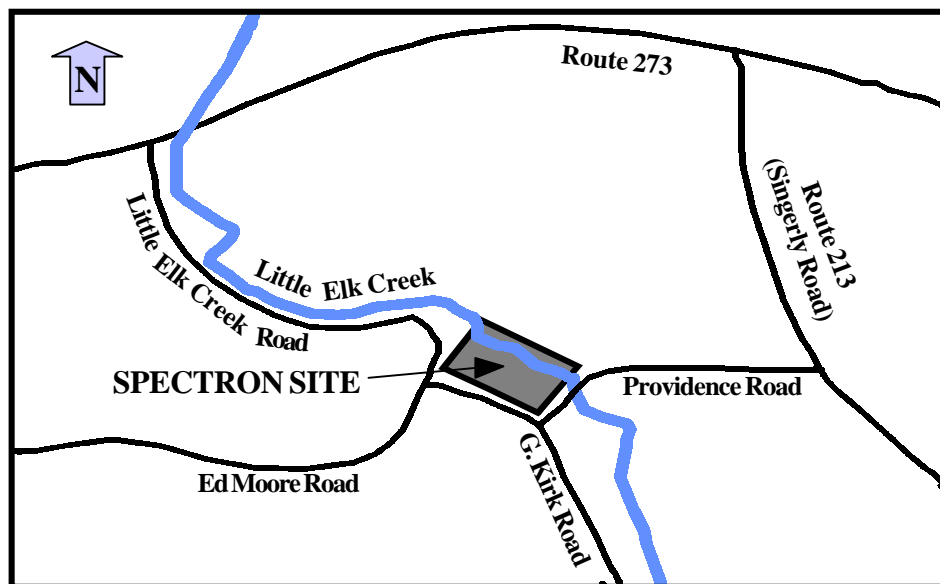 N
Route 273
Route 213
(Singerly Road)
Little Elk Creek Road
Little Elk Creek
SPECTRON SITE
Providence Road
Ed Moore Road
G. Kirk Road